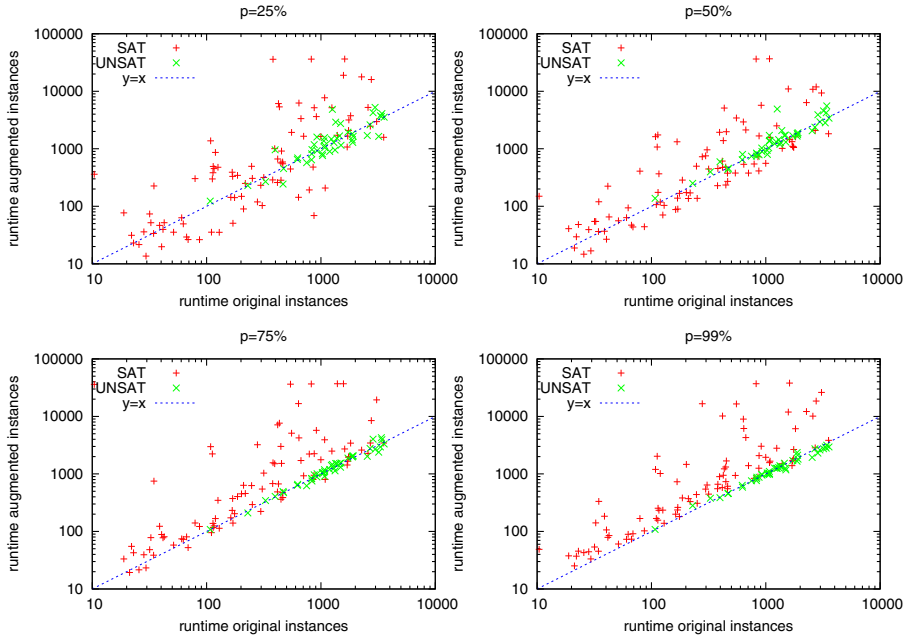 p=25%
100000
10000
1000
100
10
10 100 1000 10000
runtime original instances
runtime augmented instances
SAT
UNSAT
y=x
p=50%
100000
10000
1000
100
10
10 100 1000 10000
runtime original instances
runtime augmented instances
SAT
UNSAT
y=x
p=75%
100000
10000
1000
100
10
10 100 1000 10000
runtime original instances
runtime augmented instances
SAT
UNSAT
y=x
p=99%
100000
10000
1000
100
10
10 100 1000 10000
runtime original instances
runtime augmented instances
SAT
UNSAT
y=x